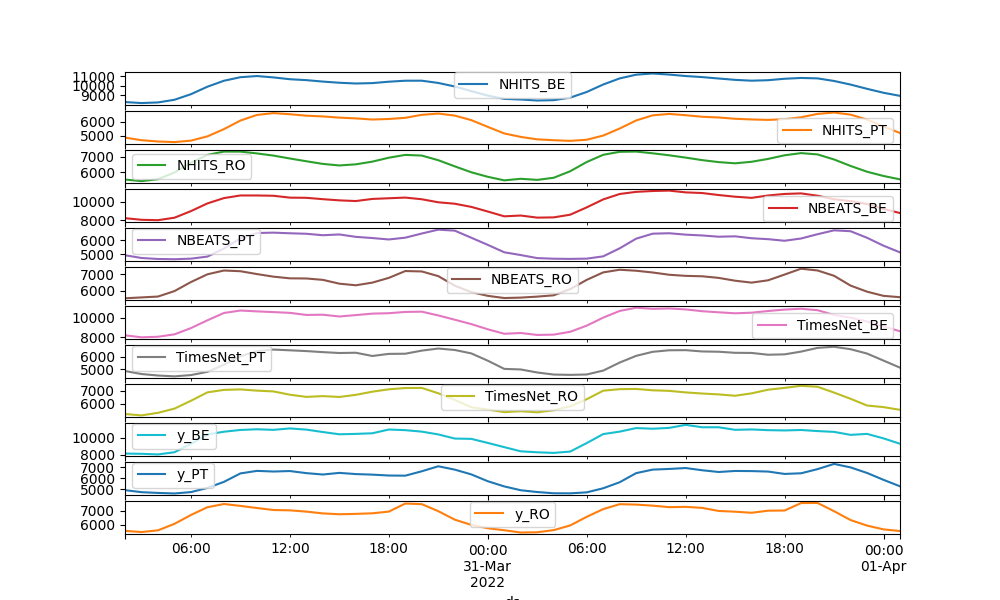 11000
10000
9000
NHITS_BE
6000
5000
NHITS_PT
7000
6000
NHITS_RO
10000
8000
NBEATS_BE
6000
5000
NBEATS_PT
7000
6000
NBEATS_RO
10000
8000
TimesNet_BE
6000
5000
TimesNet_PT
7000
6000
TimesNet_RO
10000
8000
y_BE
7000
6000
5000
y_PT
7000
6000
y_RO
06:00 12:00 18:00 00:00 06:00 12:00 18:00 00:00
31-Mar 01-Apr
2022
ds